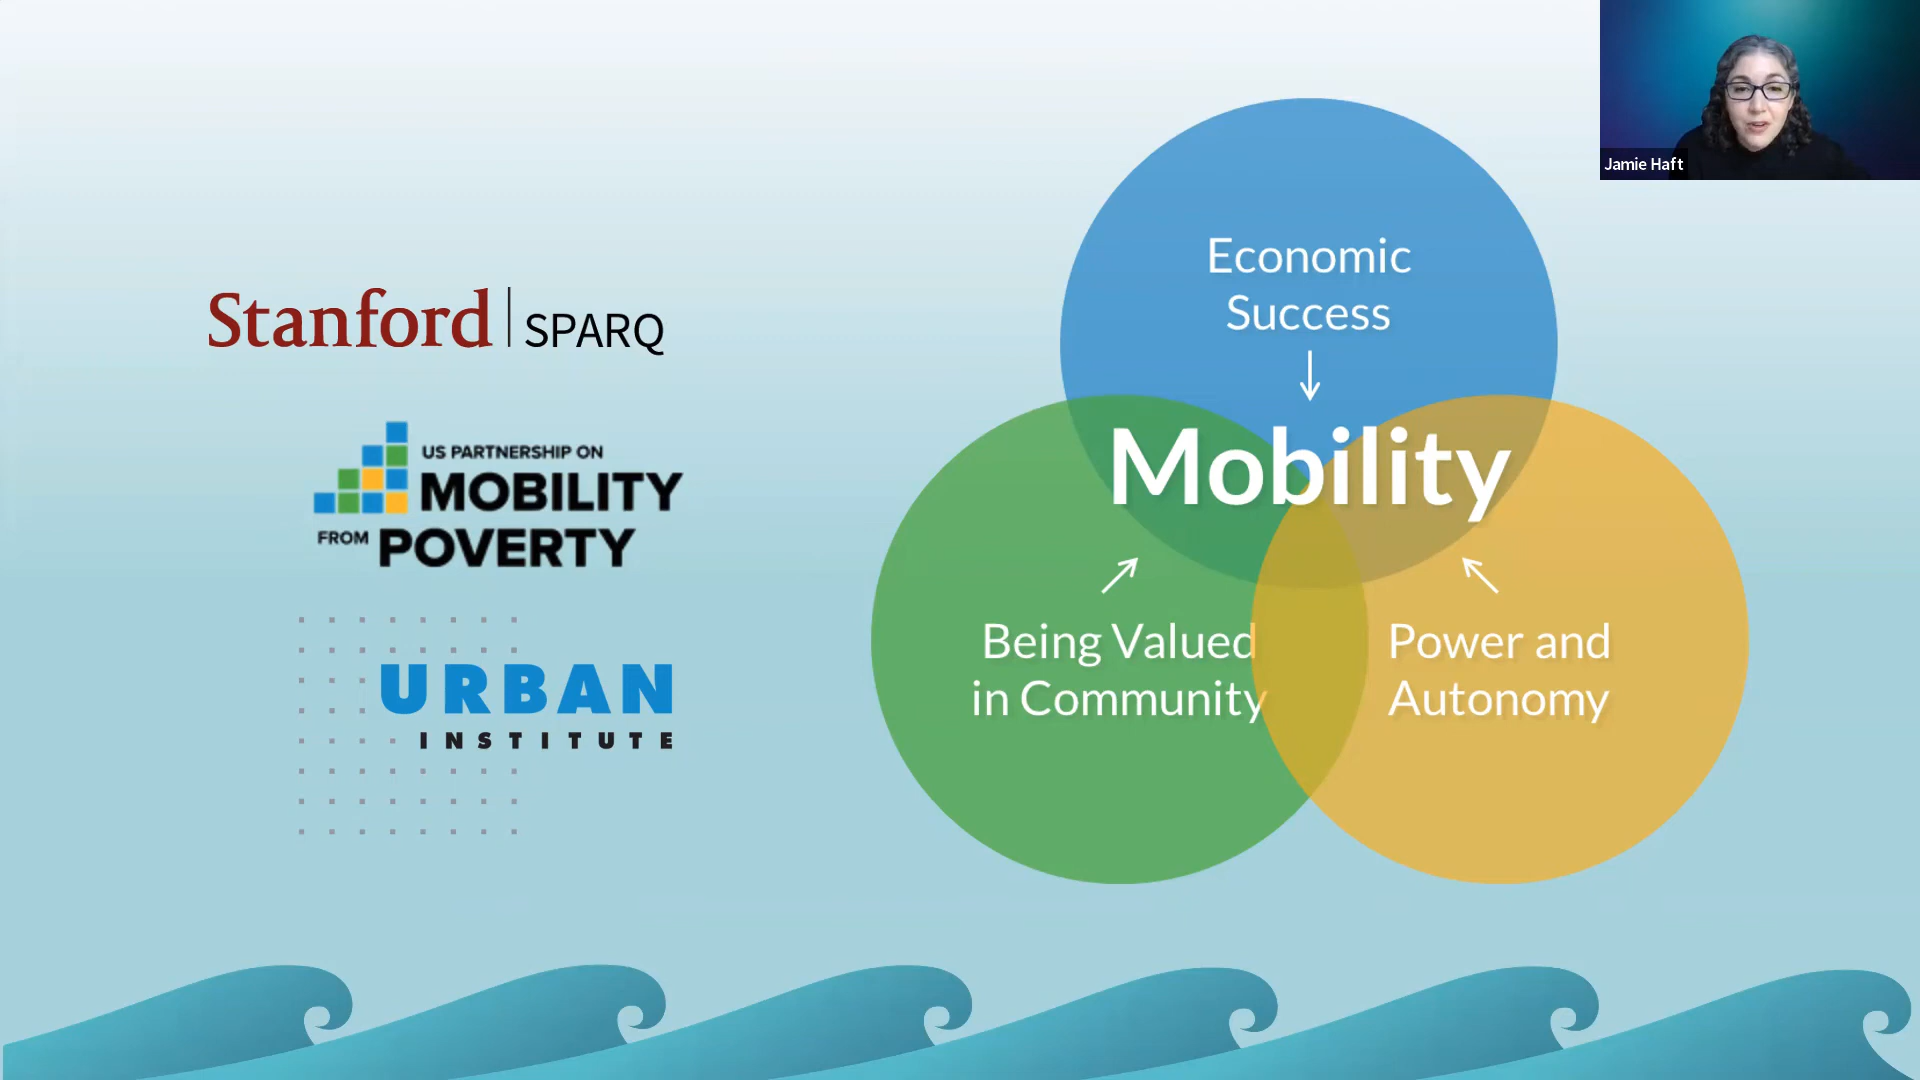 Stanford | SPARQ
US PARTNERSHIP ON
MOBILITY
FROM POVERTY
URBAN
INSTITUTE
Economic
Success
Mobility
Being Valued
in Community
Power and
Autonomy
Jamie Haft